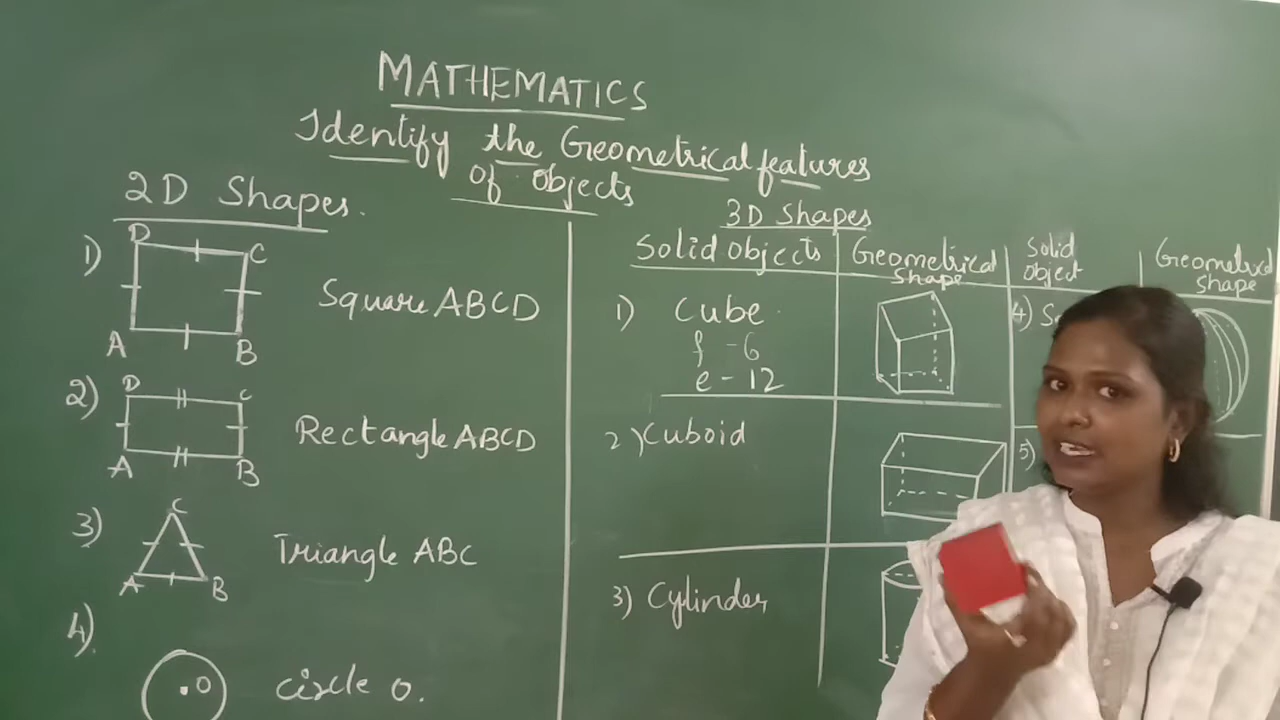 MATHEMATICS
Identify the Geometrical features
of objects
2D Shapes.
1)
D
C
A
B
Square ABCD
2)
D
C
A
B
Rectangle ABCD
3)
C
A
B
Triangle ABC
4).
O
circle O.
3D Shapes
Solid Objects
Geometrical
shape
1) Cube
f - 6
e - 12
2) Cuboid
3) Cylinder
Solid
object
Geometrical
shape
4)
5)